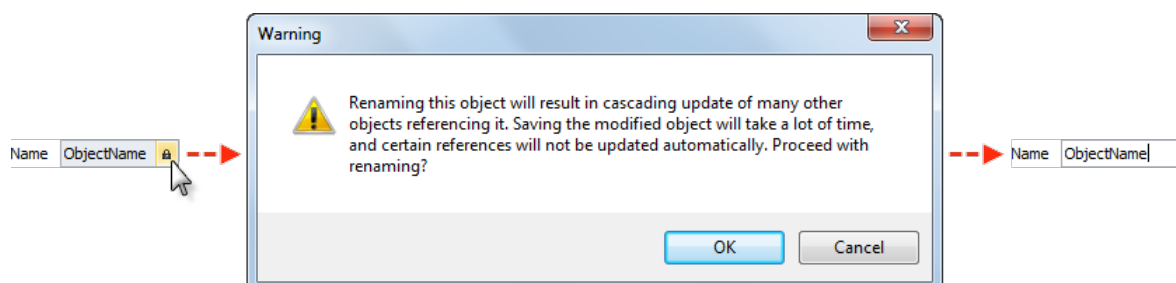 Warning
Renaming this object will result in cascading update of many other
objects referencing it. Saving the modified object will take a lot of time,
and certain references will not be updated automatically. Proceed with
renaming?
Name ObjectName
Name ObjectName
OK Cancel